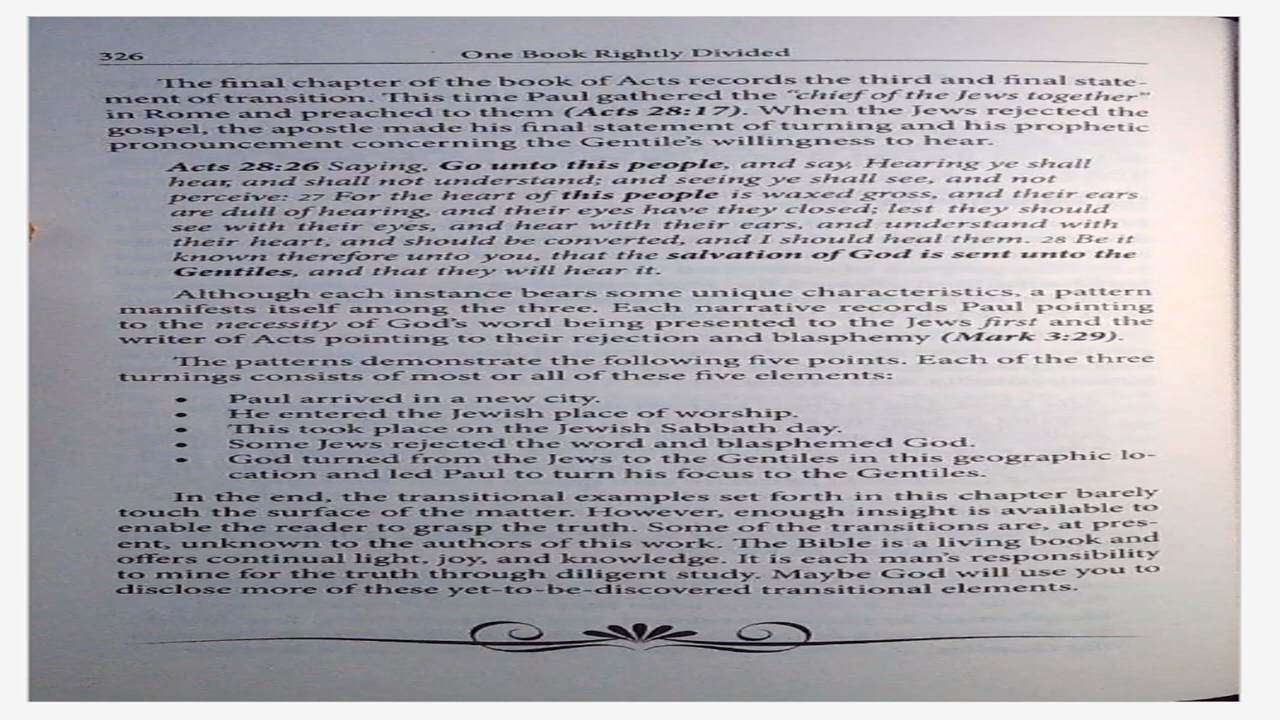 326
One Book Rightly Divided
The final chapter of the book of Acts records the third and final state-
ment of transition. This time Paul gathered the "chief of the Jews together"
in Rome and preached to them (Acts 28:17). When the Jews rejected the
gospel, the apostle made his final statement of turning and his prophetic
pronouncement concerning the Gentile's willingness to hear.
Acts 28:26 Saying, Go unto this people, and say, Hearing ye shall
hear, and shall not understand; and seeing ye shall see, and not
perceive: 27 For the heart of this people is waxed gross, and their ears
are dull of hearing, and their eyes have they closed; lest they should
see with their eyes, and hear with their ears, and understand with
their heart, and should be converted, and I should heal them. 28 Be it
known therefore unto you, that the salvation of God is sent unto the
Gentiles, and that they will hear it.
Although each instance bears some unique characteristics, a pattern
manifests itself among the three. Each narrative records Paul pointing
to the necessity of God's word being presented to the Jews first and the
writer of Acts pointing to their rejection and blasphemy (Mark 3:29).
The patterns demonstrate the following five points. Each of the three
turnings consists of most or all of these five elements:
• Paul arrived in a new city.
• He entered the Jewish place of worship.
• This took place on the Jewish Sabbath day.
• Some Jews rejected the word and blasphemed God.
• God turned from the Jews to the Gentiles in this geographic lo-
cation and led Paul to turn his focus to the Gentiles.
In the end, the transitional examples set forth in this chapter barely
touch the surface of the matter. However, enough insight is available to
enable the reader to grasp the truth. Some of the transitions are, at pres-
ent, unknown to the authors of this work. The Bible is a living book and
offers continual light, joy, and knowledge. It is each man's responsibility
to mine for the truth through diligent study. Maybe God will use you to
disclose more of these yet-to-be-discovered transitional elements.